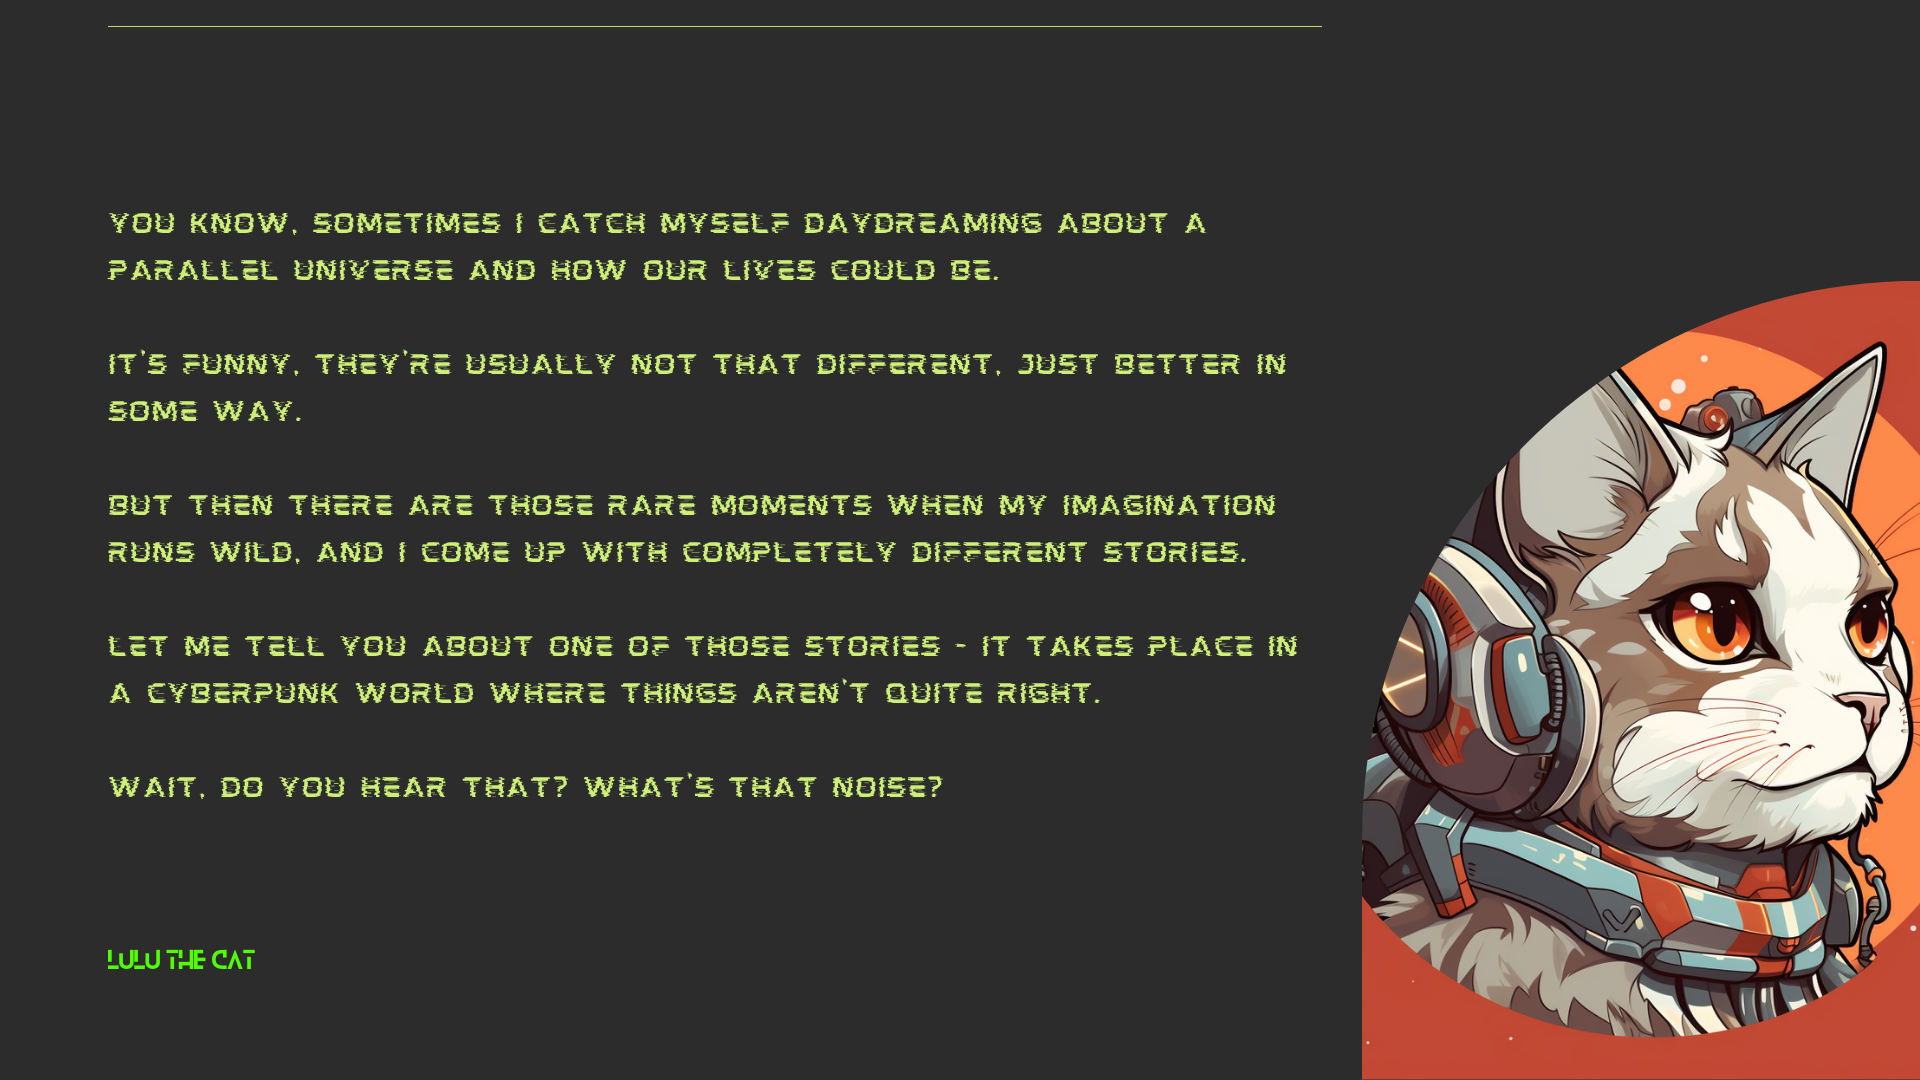 YOU KNOW, SOMETIMES I CATCH MYSELF DAYDREAMING ABOUT A
PARALLEL UNIVERSE AND HOW OUR LIVES COULD BE.
IT'S FUNNY, THEY'RE USUALLY NOT THAT DIFFERENT, JUST BETTER IN
SOME WAY.
BUT THEN THERE ARE THOSE RARE MOMENTS WHEN MY IMAGINATION
RUNS WILD, AND I COME UP WITH COMPLETELY DIFFERENT STORIES.
LET ME TELL YOU ABOUT ONE OF THOSE STORIES - IT TAKES PLACE IN
A CYBERPUNK WORLD WHERE THINGS AREN'T QUITE RIGHT.
WAIT, DO YOU HEAR THAT? WHAT'S THAT NOISE?
LULU THE CAT